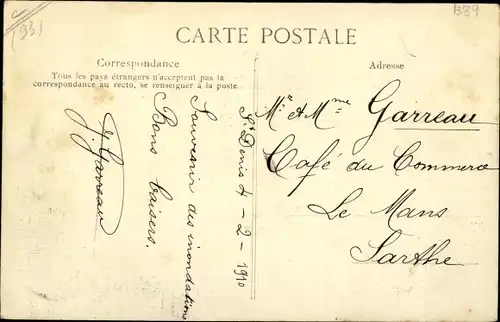 (93)
1389
CARTE POSTALE
Correspondance
Tous les pays étrangers n'acceptent pas la
correspondance au recto, se renseigner à la poste.
Adresse
St Denis 4-2-1910
Souvenir des inondations
Bons baisers.
G. Garreau
Mr et Mme Garreau
Café du Commerce
Le Mans
Sarthe